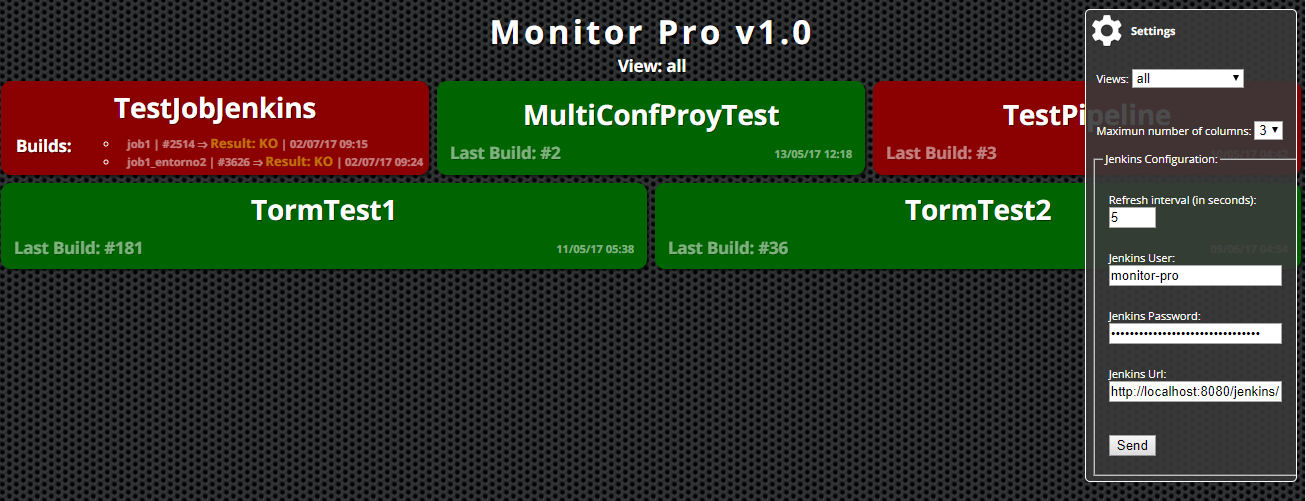 Monitor Pro v1.0
View: all
TestJobJenkins
Builds:
job1 | #2514 ⇒ Result: KO | 02/07/17 09:15
job1_entorno2 | #3626 ⇒ Result: KO | 02/07/17 09:24
MultiConfProyTest
Last Build: #2 13/05/17 12:18
TestPipeline
Last Build: #3
TormTest1
Last Build: #181 11/05/17 05:38
TormTest2
Last Build: #36
Settings
Views: all
Maximun number of columns: 3
Jenkins Configuration:
Refresh interval (in seconds):
5
Jenkins User:
monitor-pro
Jenkins Password:
••••••••••••••••••••••••••••••••
Jenkins Url:
http://localhost:8080/jenkins/
Send